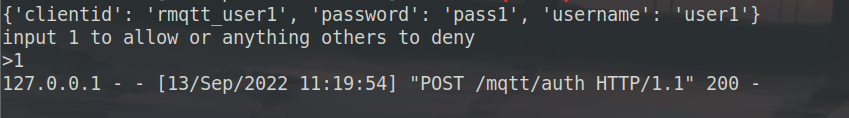 {'clientid': 'rmqtt_user1', 'password': 'pass1', 'username': 'user1'}
input 1 to allow or anything others to deny
>1
127.0.0.1 - - [13/Sep/2022 11:19:54] "POST /mqtt/auth HTTP/1.1" 200 -